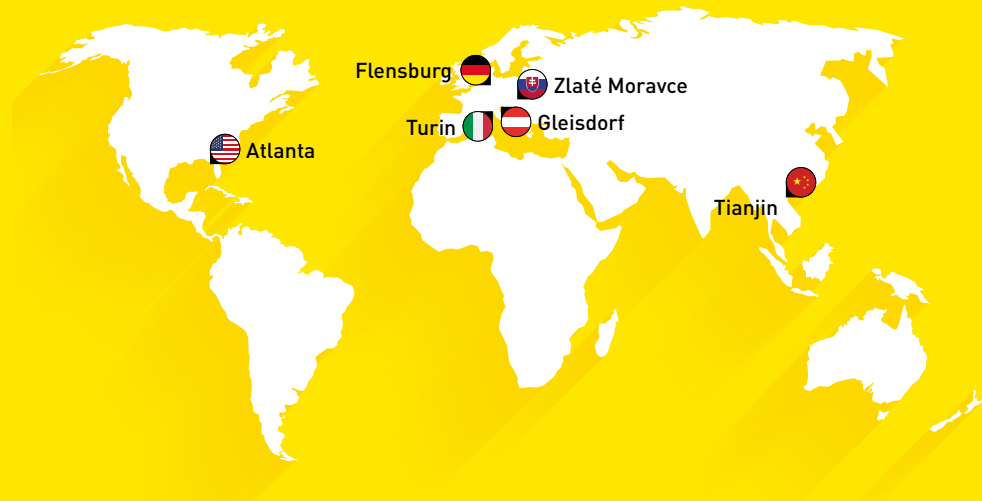 Flensburg
Zlaté Moravce
Turin
Gleisdorf
Atlanta
Tianjin